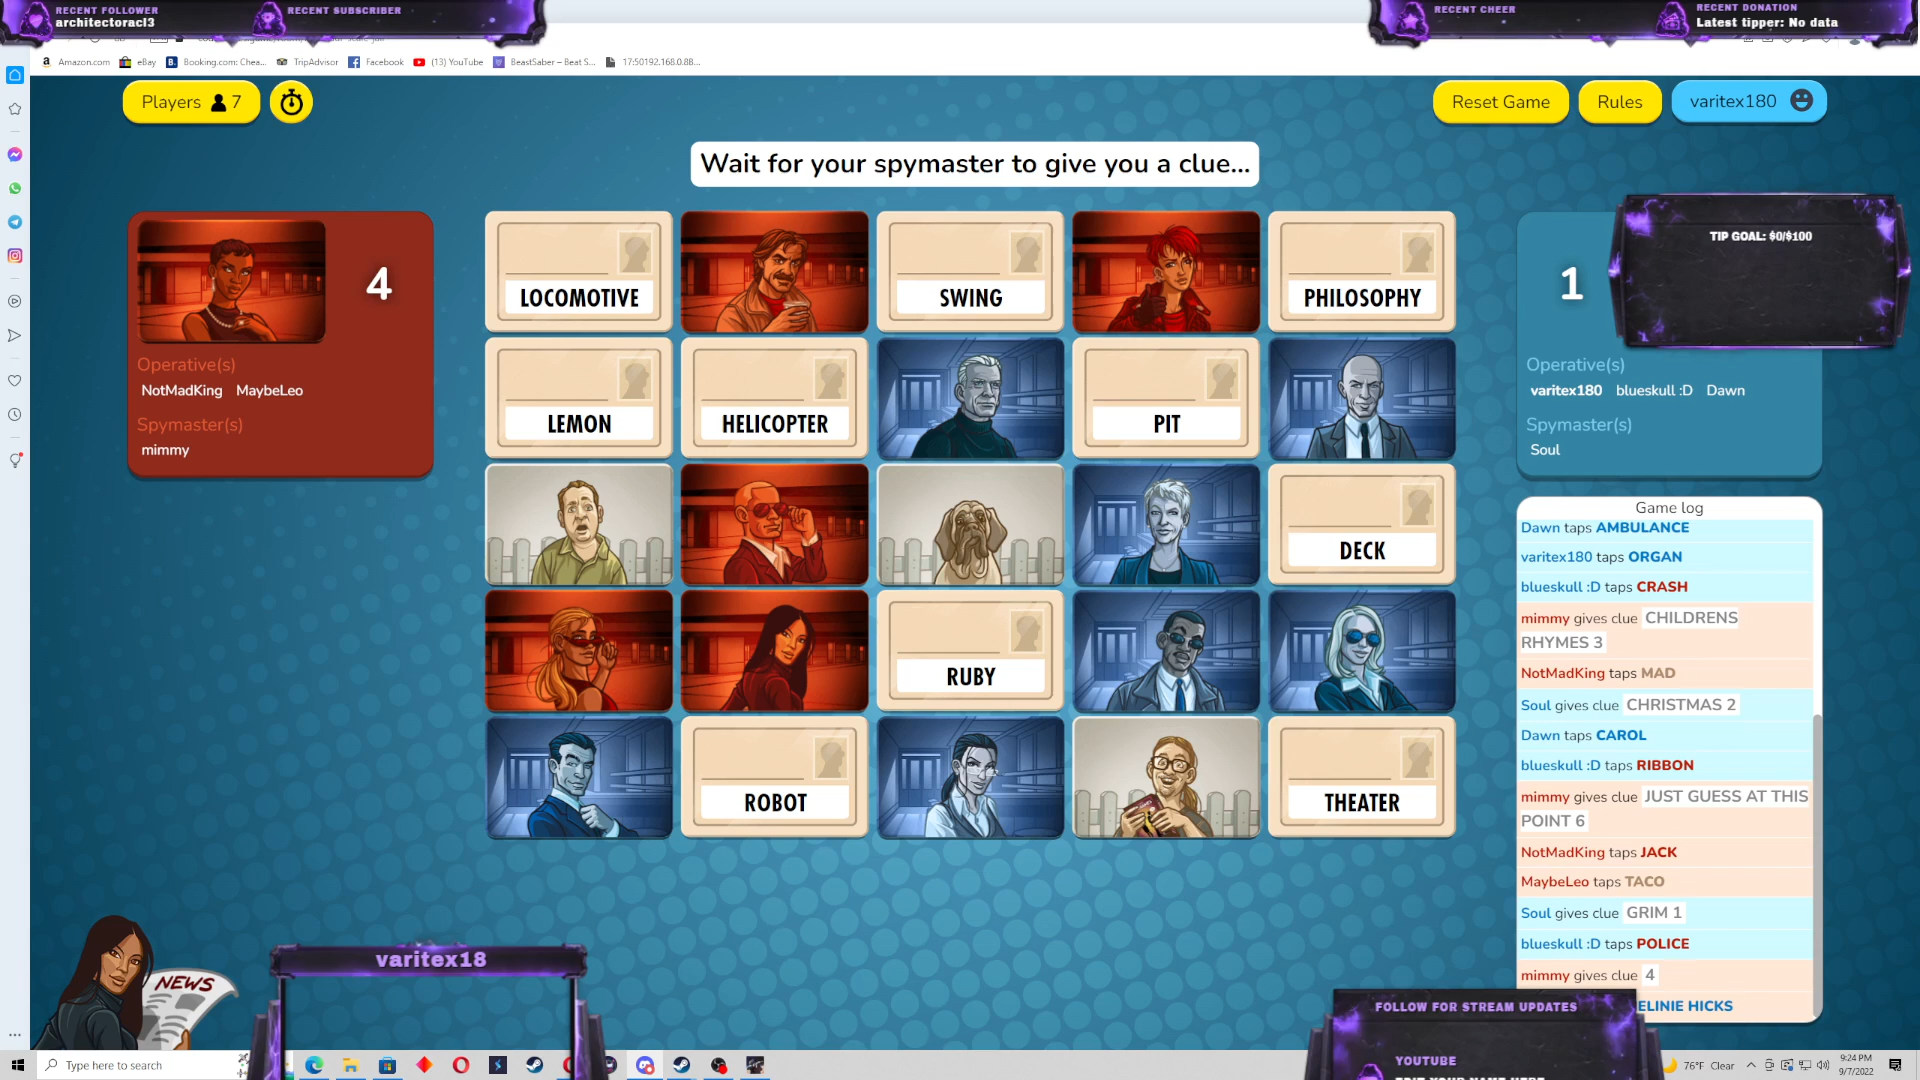 RECENT FOLLOWER
architectoracl3
RECENT SUBSCRIBER
RECENT CHEER
RECENT DONATION
Latest tipper: No data
Amazon.com
eBay
Booking.com: Chea...
TripAdvisor
Facebook
(13) YouTube
BeastSaber – Beat S...
17:50192.168.0.88...
Players 7
Reset Game
Rules
varitex180
Wait for your spymaster to give you a clue...
4
Operative(s)
NotMadKing MaybeLeo
Spymaster(s)
mimmy
LOCOMOTIVE
SWING
PHILOSOPHY
LEMON
HELICOPTER
PIT
DECK
RUBY
ROBOT
THEATER
1
TIP GOAL: $0/$100
Operative(s)
varitex180 blueskull :D Dawn
Spymaster(s)
Soul
Game log
Dawn taps AMBULANCE
varitex180 taps ORGAN
blueskull :D taps CRASH
mimmy gives clue CHILDRENS
RHYMES 3
NotMadKing taps MAD
Soul gives clue CHRISTMAS 2
Dawn taps CAROL
blueskull :D taps RIBBON
mimmy gives clue JUST GUESS AT THIS
POINT 6
NotMadKing taps JACK
MaybeLeo taps TACO
Soul gives clue GRIM 1
blueskull :D taps POLICE
mimmy gives clue 4
ELINIE HICKS
NEWS
varitex18
FOLLOW FOR STREAM UPDATES
YOUTUBE
Type here to search
76°F Clear
9:24 PM
9/7/2022